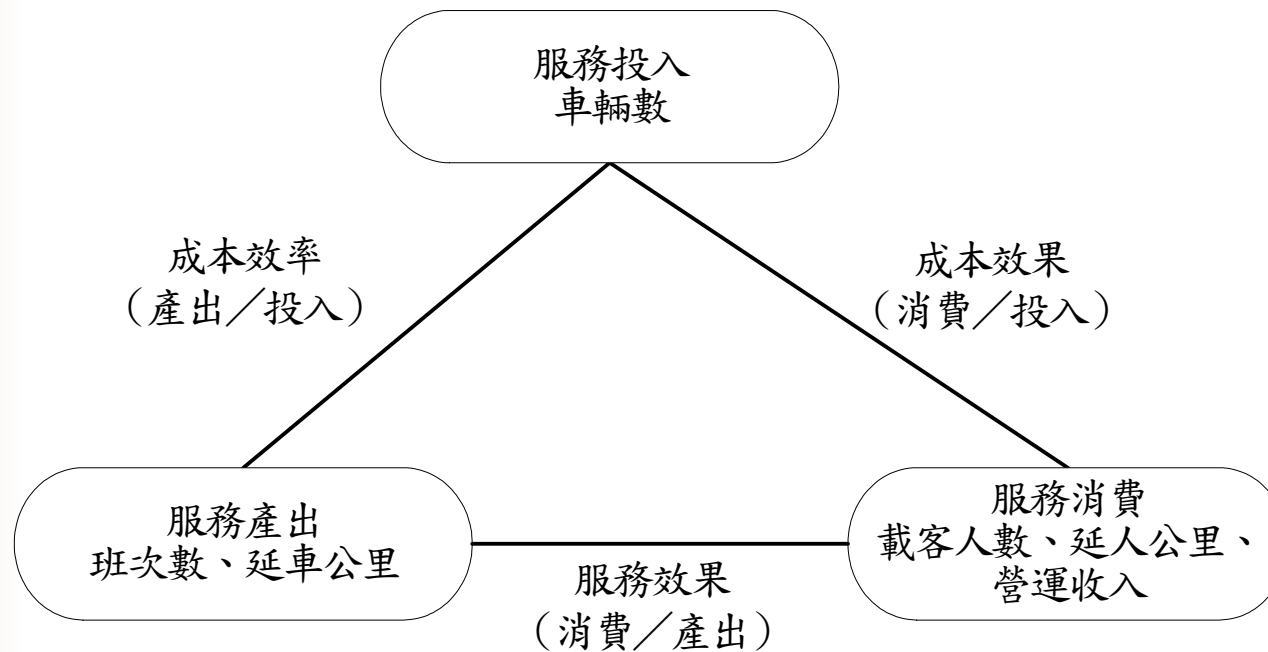 服務投入
車輛數
成本效率
（產出／投入）
成本效果
（消費／投入）
服務產出
班次數、延車公里
服務消費
載客人數、延人公里、
營運收入
服務效果
（消費／產出）